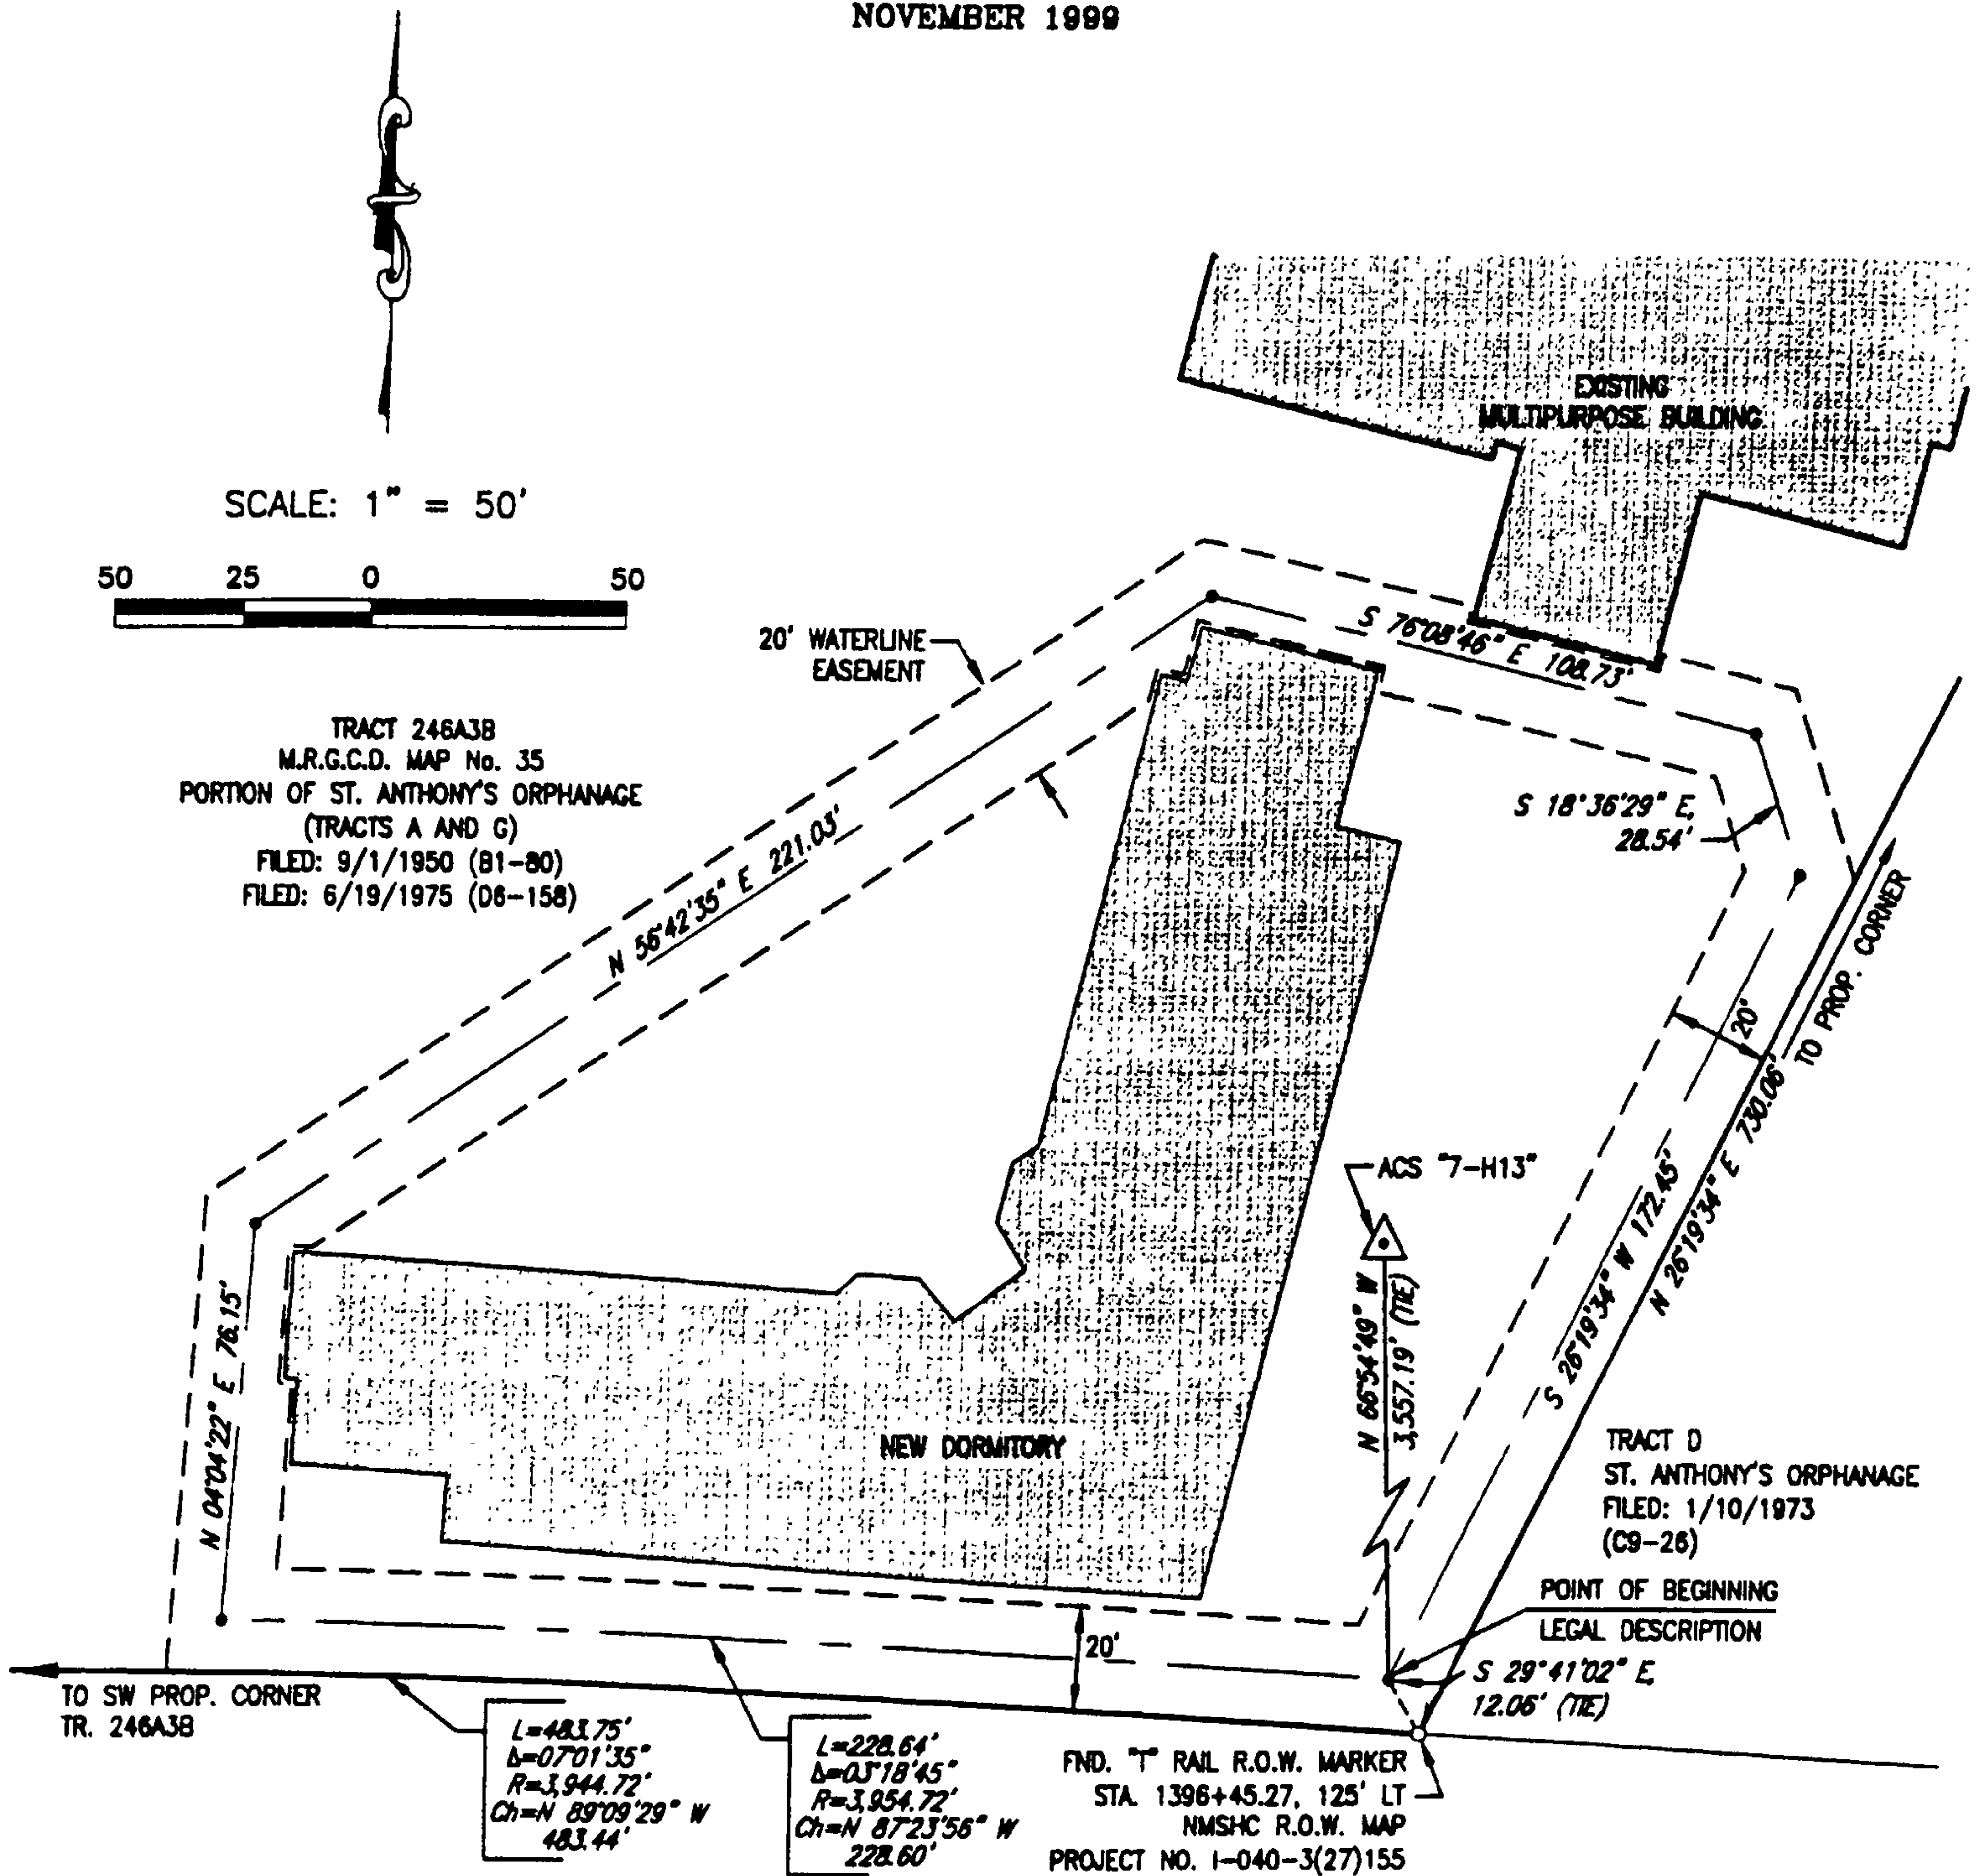 NOVEMBER 1999
SCALE: 1" = 50'
50 25 0 50
EXISTING
MULTIPURPOSE BUILDING
20' WATERLINE
EASEMENT
S 76°08'46" E 108.73'
TRACT 246A3B
M.R.G.C.D. MAP No. 35
PORTION OF ST. ANTHONY'S ORPHANAGE
(TRACTS A AND G)
FILED: 9/1/1950 (B1-80)
FILED: 6/19/1975 (D6-158)
S 18°36'29" E,
28.54'
N 56°42'35" E 221.03'
TO PROP. CORNER
20'
N 26°19'34" E 730.06'
S 26°19'34" W 172.45'
ACS "7-H13"
N 66°54'49" W
3,557.19' (TIE)
N 04°04'22" E 76.15'
NEW DORMITORY
TRACT D
ST. ANTHONY'S ORPHANAGE
FILED: 1/10/1973
(C9-26)
POINT OF BEGINNING
LEGAL DESCRIPTION
20'
S 29°41'02" E,
12.06' (TIE)
TO SW PROP. CORNER
TR. 246A3B
L=483.75'
Δ=07°01'35"
R=3,944.72'
Ch=N 89°09'29" W
483.44'
L=228.64'
Δ=03°18'45"
R=3,954.72'
Ch=N 87°23'56" W
228.60'
FND. "T" RAIL R.O.W. MARKER
STA. 1396+45.27, 125' LT
NMSHC R.O.W. MAP
PROJECT NO. I-040-3(27)155